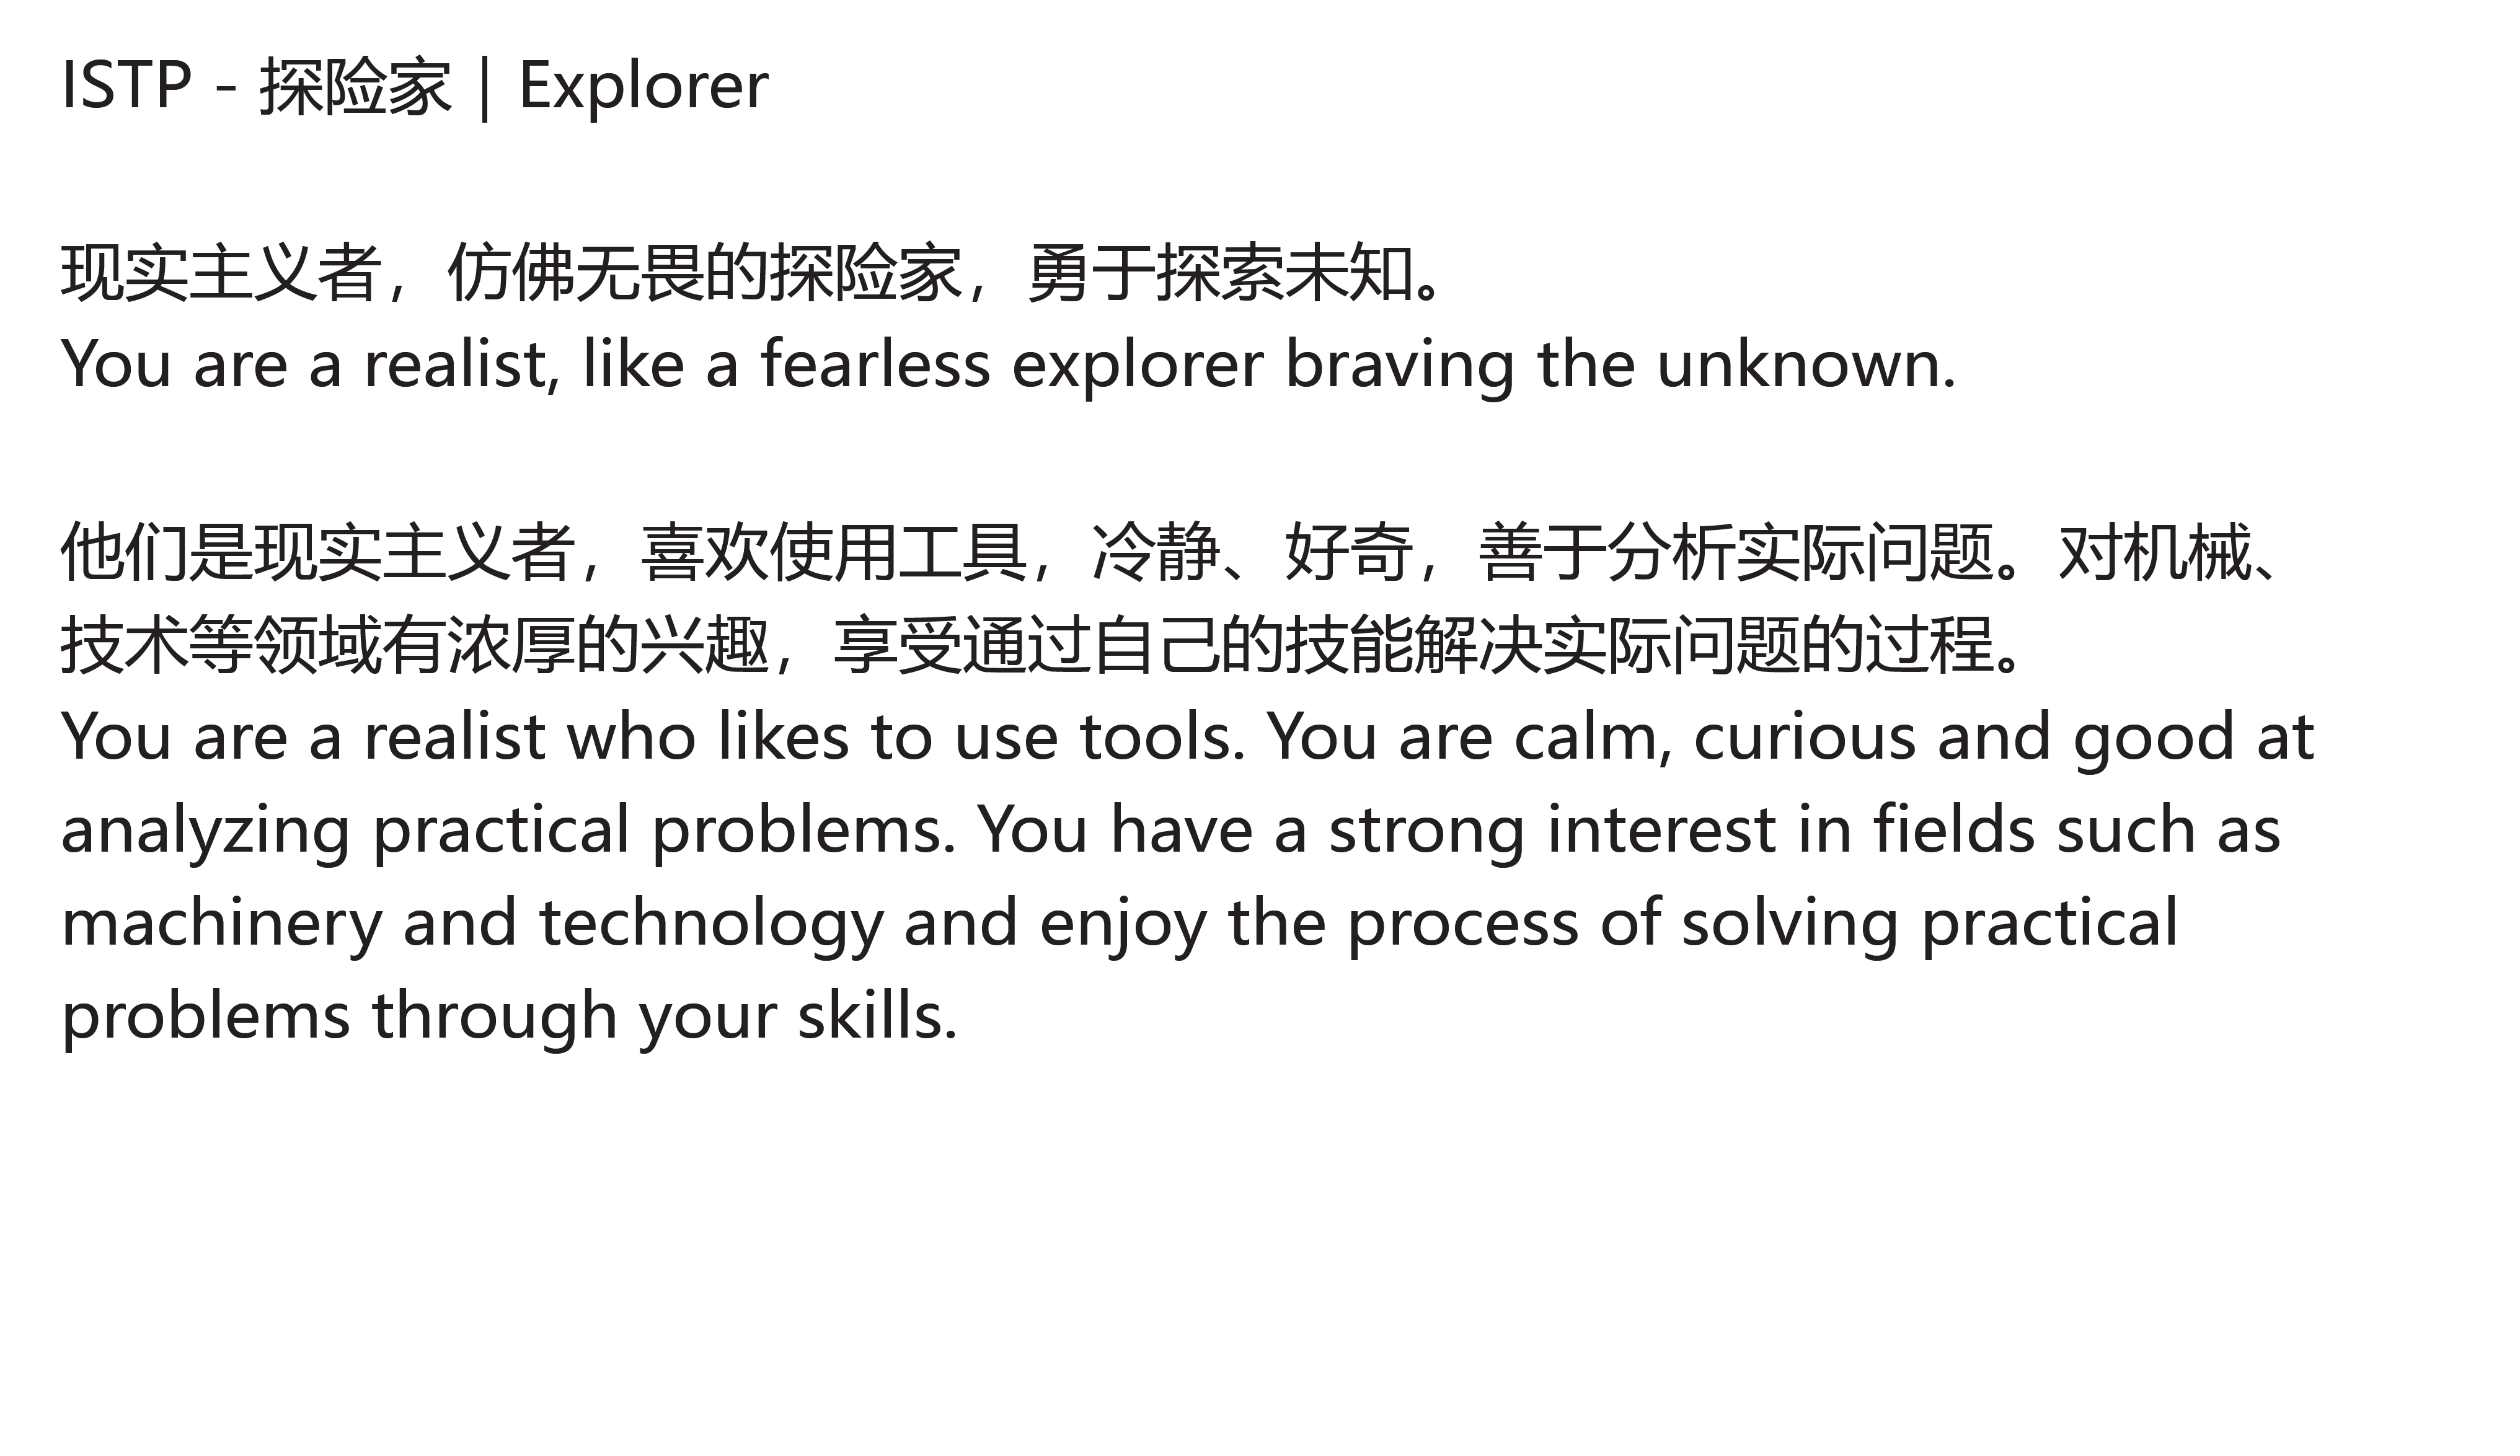 ISTP - 探险家 | Explorer
现实主义者，仿佛无畏的探险家，勇于探索未知。
You are a realist, like a fearless explorer braving the unknown.
他们是现实主义者，喜欢使用工具，冷静、好奇，善于分析实际问题。对机械、
技术等领域有浓厚的兴趣，享受通过自己的技能解决实际问题的过程。
You are a realist who likes to use tools. You are calm, curious and good at
analyzing practical problems. You have a strong interest in fields such as
machinery and technology and enjoy the process of solving practical
problems through your skills.